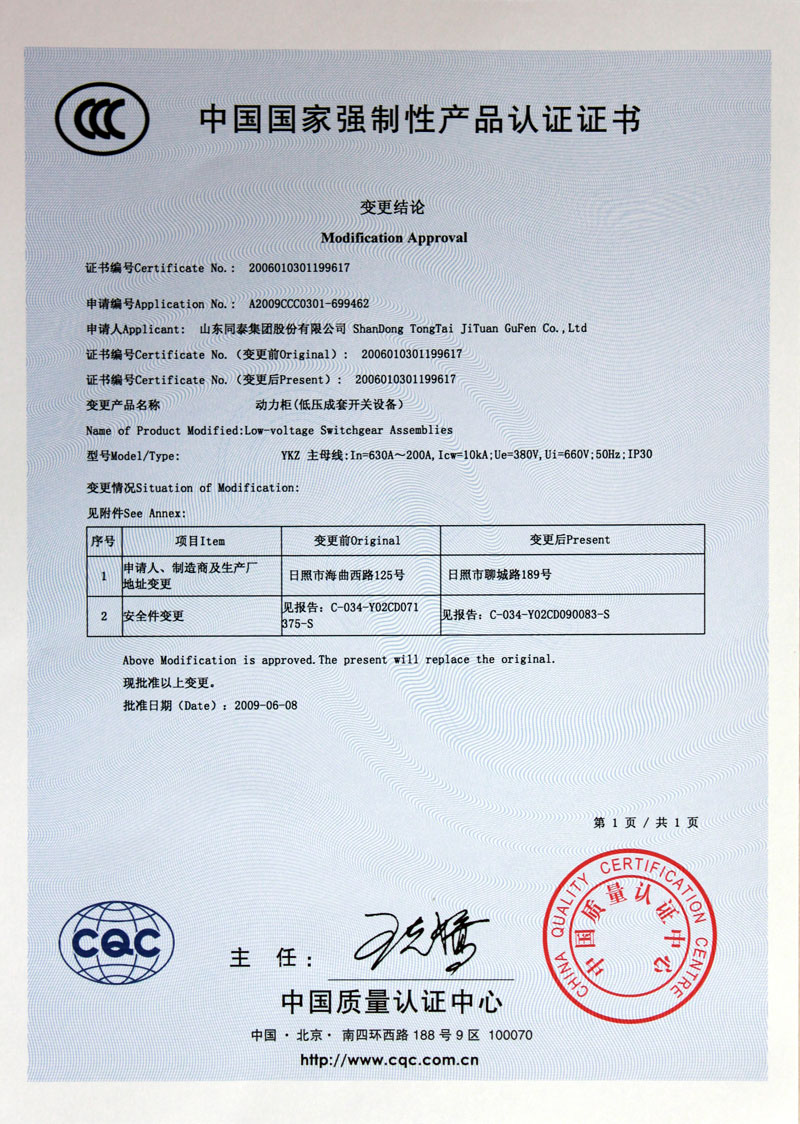 CCC
中国国家强制性产品认证证书
变更结论
Modification Approval
证书编号Certificate No.: 2006010301199617
申请编号Application No.: A2009CCC0301-699462
申请人Applicant: 山东同泰集团股份有限公司 ShanDong TongTai JiTuan GuFen Co.,Ltd
证书编号Certificate No.(变更前Original): 2006010301199617
证书编号Certificate No.(变更后Present): 2006010301199617
变更产品名称 动力柜(低压成套开关设备)
Name of Product Modified:Low-voltage Switchgear Assemblies
型号Model/Type: YKZ 主母线:In=630A～200A,Icw=10kA;Ue=380V,Ui=660V;50Hz;IP30
变更情况Situation of Modification:
见附件See Annex:
序号 项目Item 变更前Original 变更后Present
1 申请人、制造商及生产厂
地址变更 日照市海曲西路125号 日照市聊城路189号
2 安全件变更 见报告: C-034-Y02CD071
375-S 见报告: C-034-Y02CD090083-S
Above Modification is approved.The present will replace the original.
现批准以上变更。
批准日期(Date): 2009-06-08
第 1 页 / 共 1 页
CHINA QUALITY CERTIFICATION CENTRE
中国质量认证中心
CQC
主 任:
中国质量认证中心
中国·北京·南四环西路 188 号 9 区 100070
http://www.cqc.com.cn